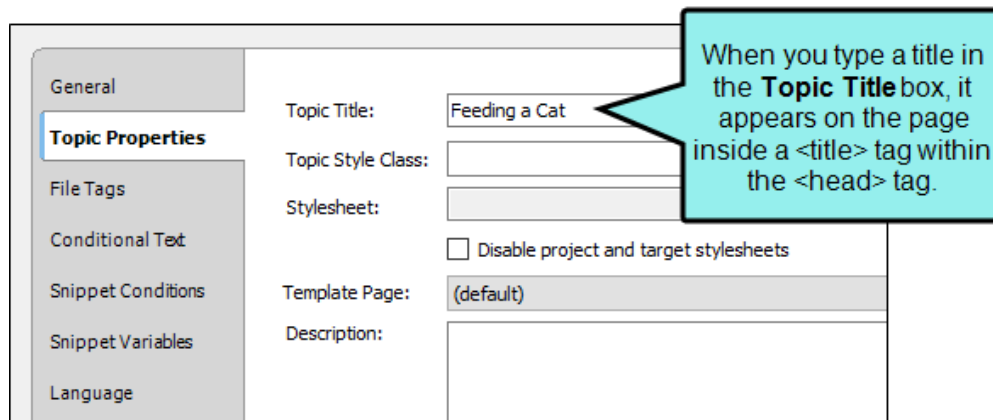 General
Topic Properties
File Tags
Conditional Text
Snippet Conditions
Snippet Variables
Language
Topic Title: Feeding a Cat
Topic Style Class:
Stylesheet:
Disable project and target stylesheets
Template Page: (default)
Description:
When you type a title in
the Topic Title box, it
appears on the page
inside a <title> tag within
the <head> tag.